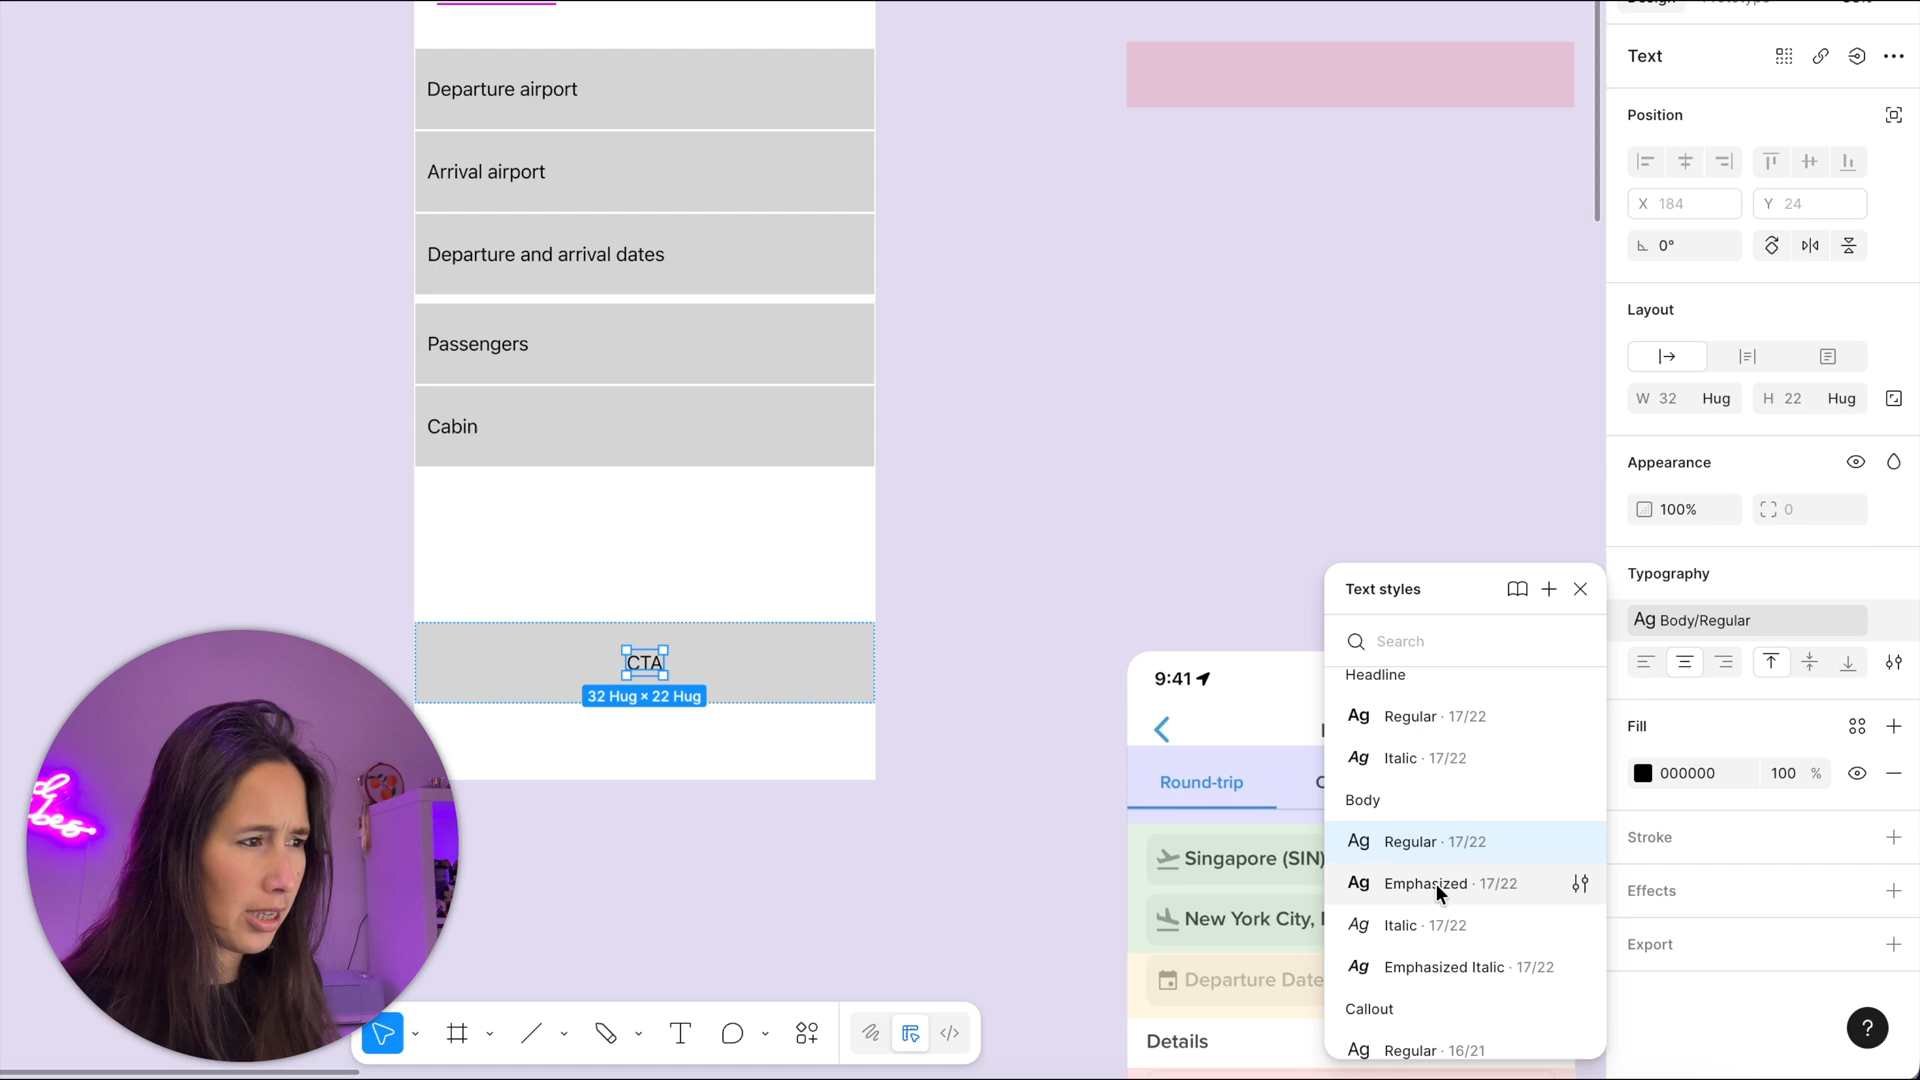 Design
Prototype
Text
Departure airport
Position
Arrival airport
X 184
Y 24
0°
Departure and arrival dates
Layout
Passengers
W 32 Hug
H 22 Hug
Cabin
Appearance
100%
0
Typography
Text styles
Ag Body/Regular
Search
CTA
32 Hug × 22 Hug
9:41
Headline
Ag Regular · 17/22
Fill
Ag Italic · 17/22
000000 100 %
Round-trip
Body
Stroke
Ag Regular · 17/22
Singapore (SIN)
Ag Emphasized · 17/22
Effects
New York City,
Ag Italic · 17/22
Export
Departure Date
Ag Emphasized Italic · 17/22
Callout
Details
Ag Regular · 16/21
?